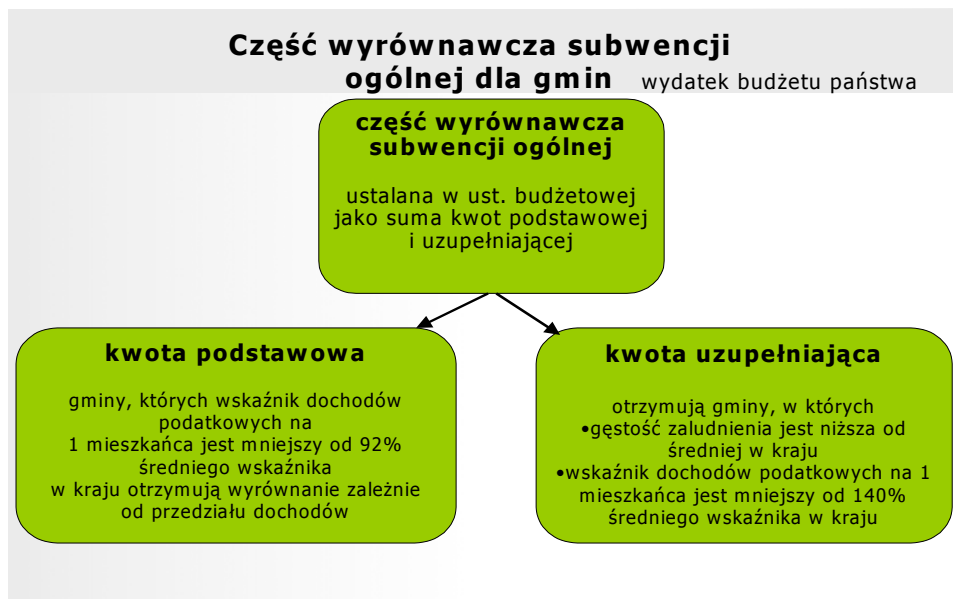 Część wyrównawcza subwencji
ogólnej dla gmin wydatek budżetu państwa
część wyrównawcza
subwencji ogólnej
ustalana w ust. budżetowej
jako suma kwot podstawowej
i uzupełniającej
kwota podstawowa
gminy, których wskaźnik dochodów
podatkowych na
1 mieszkańca jest mniejszy od 92%
średniego wskaźnika
w kraju otrzymują wyrównanie zależnie
od przedziału dochodów
kwota uzupełniająca
otrzymują gminy, w których
•gęstość zaludnienia jest niższa od
średniej w kraju
•wskaźnik dochodów podatkowych na 1
mieszkańca jest mniejszy od 140%
średniego wskaźnika w kraju